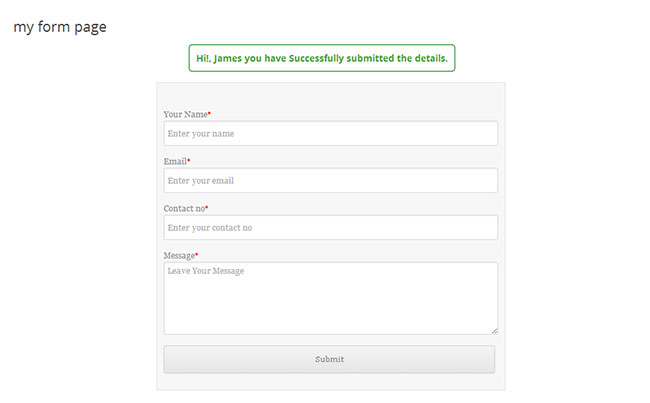 my form page
Hi!, James you have Successfully submitted the details.
Your Name*
Enter your name
Email*
Enter your email
Contact no*
Enter your contact no
Message*
Leave Your Message
Submit